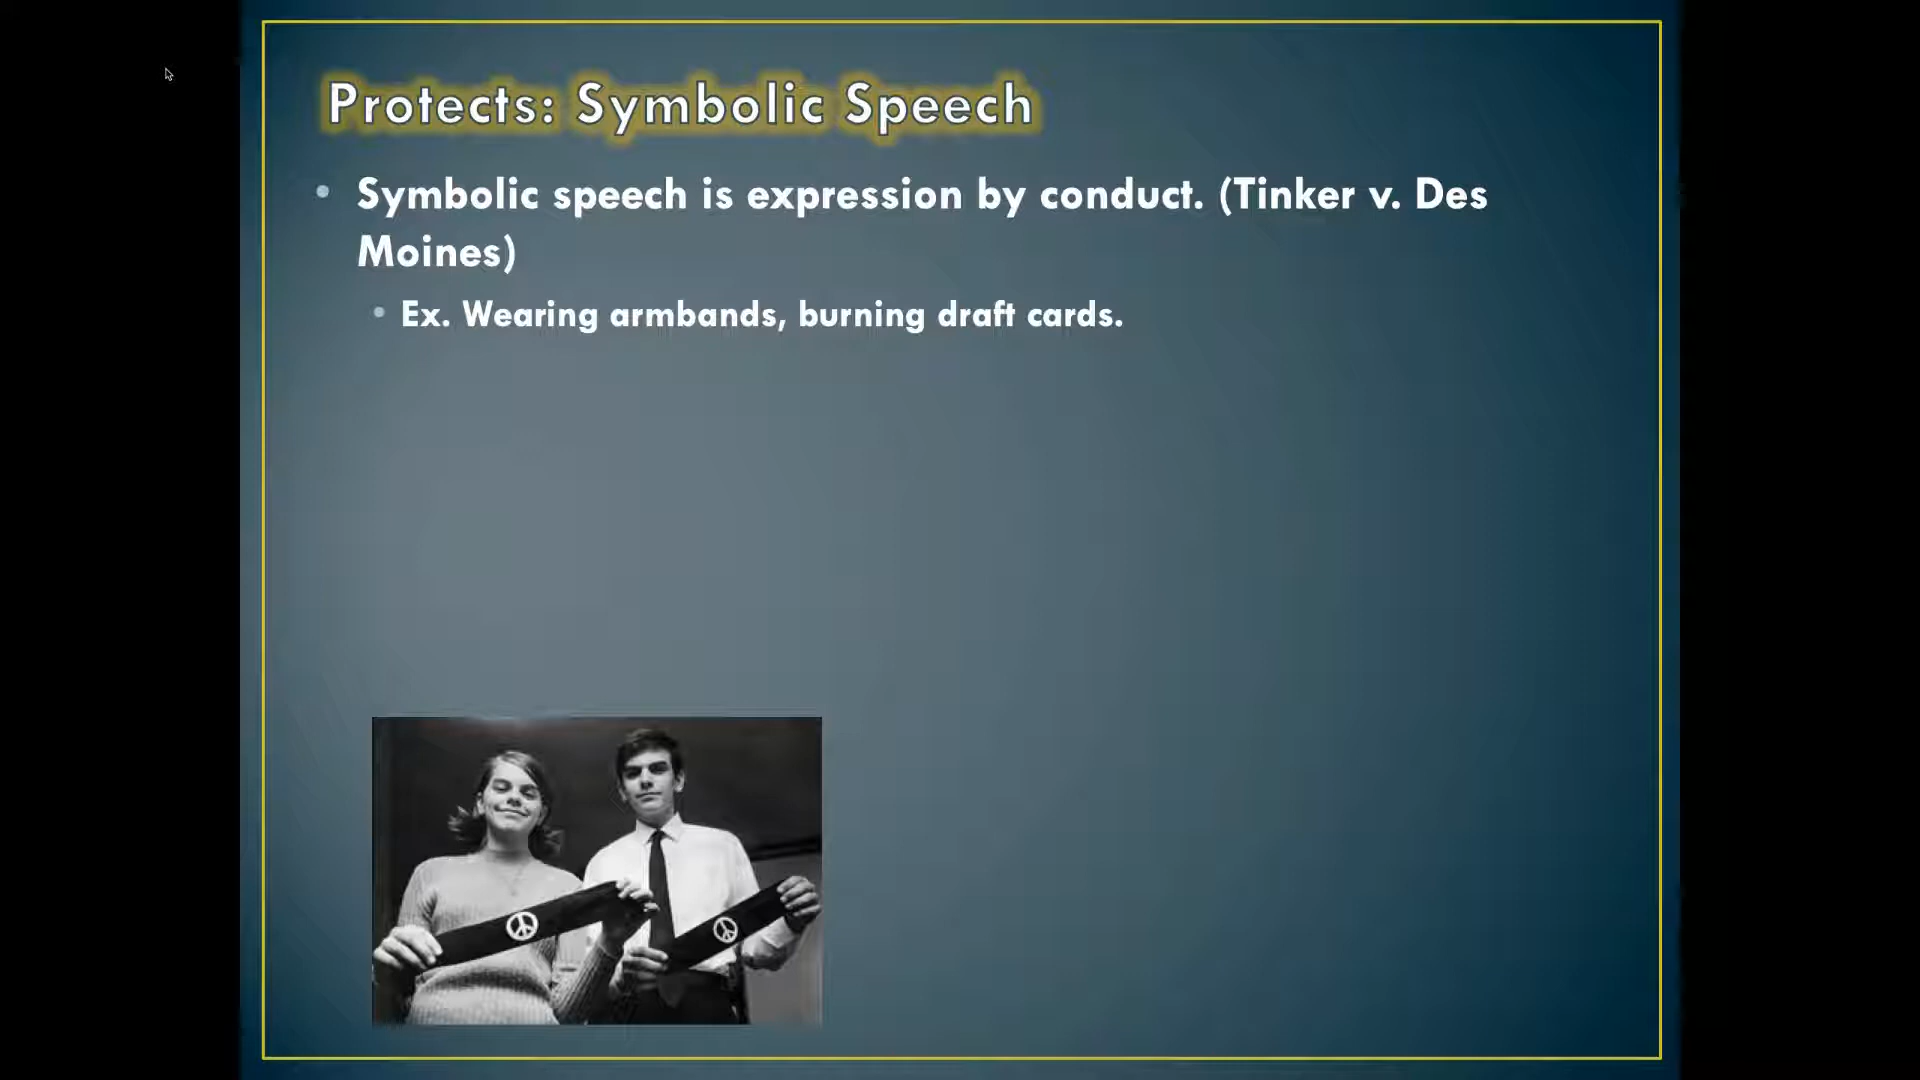 Protects: Symbolic Speech
• Symbolic speech is expression by conduct. (Tinker v. Des
Moines)
• Ex. Wearing armbands, burning draft cards.